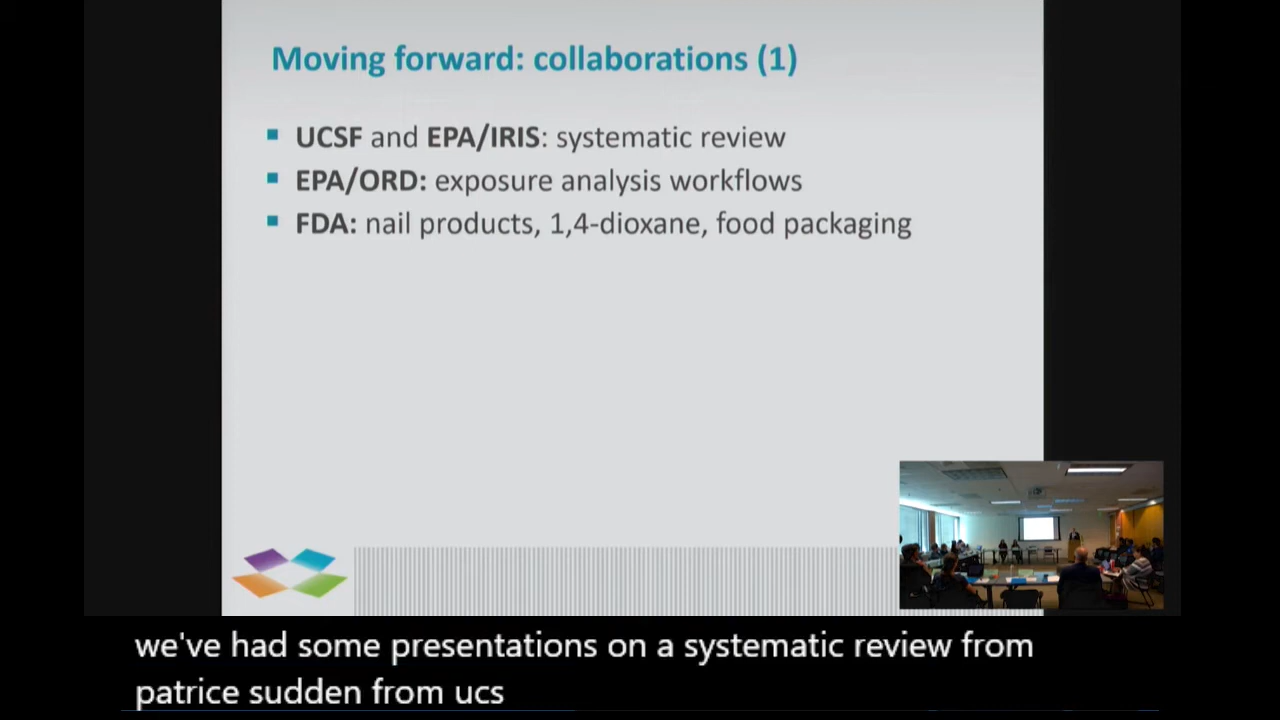 Moving forward: collaborations (1)
▪ UCSF and EPA/IRIS: systematic review
▪ EPA/ORD: exposure analysis workflows
▪ FDA: nail products, 1,4-dioxane, food packaging
we've had some presentations on a systematic review from
patrice sudden from ucs